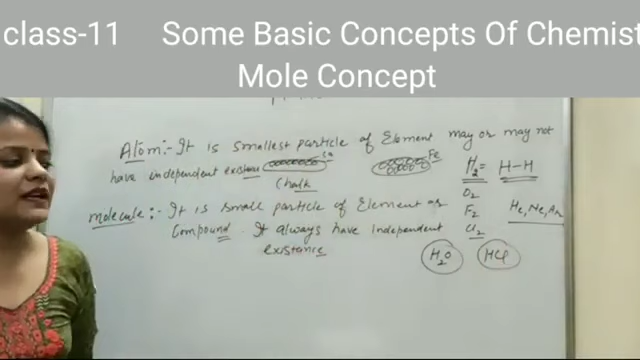 class-11 Some Basic Concepts Of Chemist
Mole Concept
Atom:- It is smallest particle of Element may or may not
have independent existence
Fe
H2 = H-H
Chalk
O2
molecule:- It is small particle of Element or
F2
He, Ne, Ar
Compound. It always have independent
Cl2
existance
H2O HCl